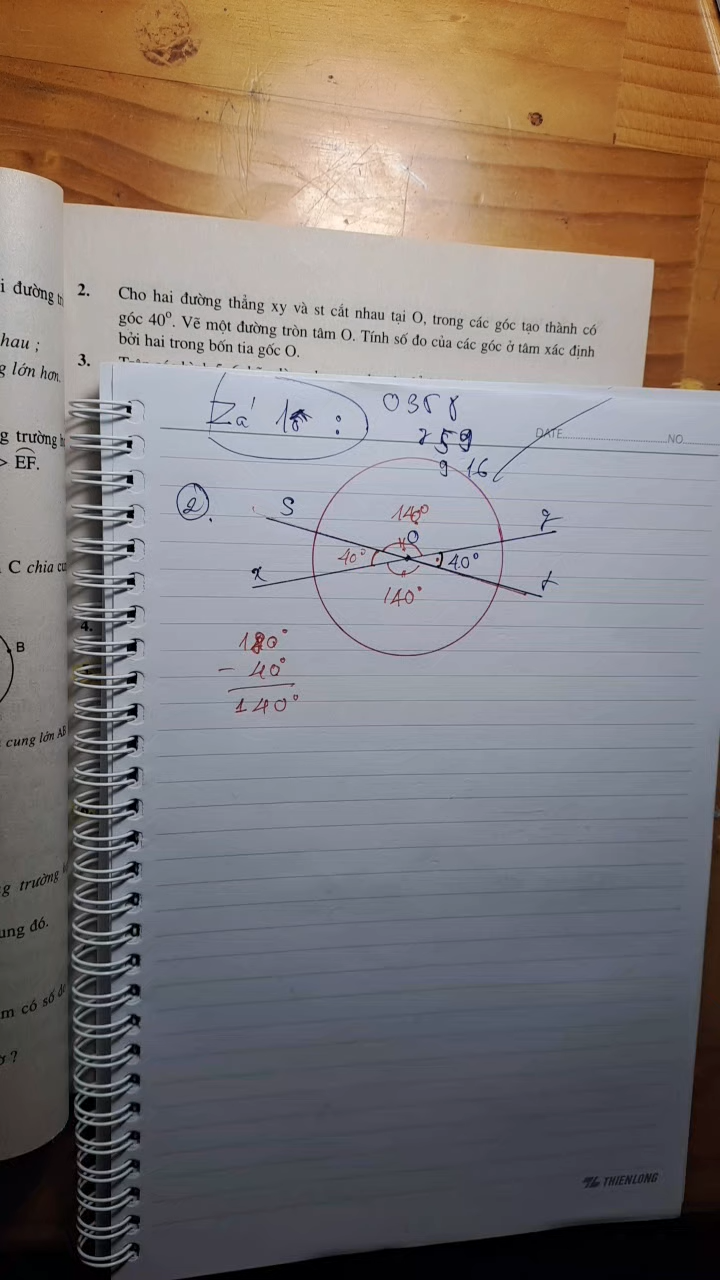 i đường tr
hau ;
g lớn hơn.
g trường h
> EF.
C chia cu
B
cung lớn AB
g trường
ung đó.
m có số đ
ờ ?
2. Cho hai đường thẳng xy và st cắt nhau tại O, trong các góc tạo thành có
góc 40°. Vẽ một đường tròn tâm O. Tính số đo của các góc ở tâm xác định
bởi hai trong bốn tia gốc O.
3.
4.
DATE NO
②.
S
140°
O
y
40°
40°
x
t
140°
180°
- 40°
140°
THIENLONG